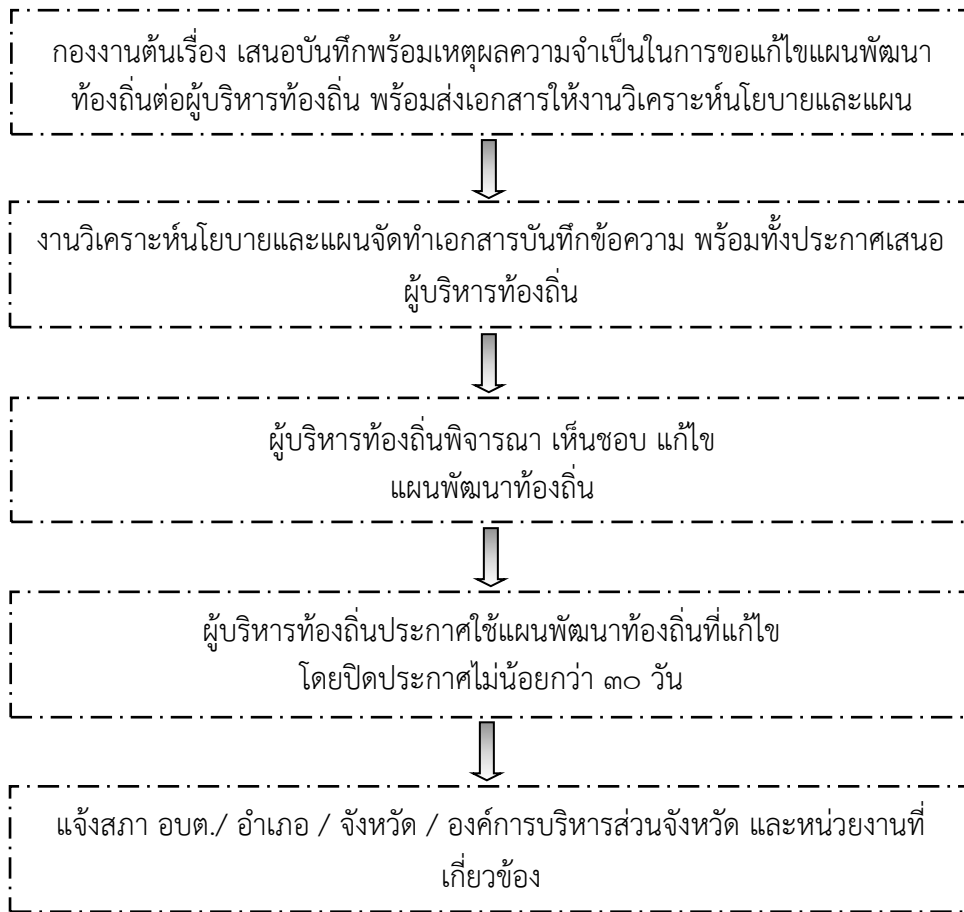 กองงานต้นเรื่อง เสนอบันทึกพร้อมเหตุผลความจำเป็นในการขอแก้ไขแผนพัฒนา
ท้องถิ่นต่อผู้บริหารท้องถิ่น พร้อมส่งเอกสารให้งานวิเคราะห์นโยบายและแผน
งานวิเคราะห์นโยบายและแผนจัดทำเอกสารบันทึกข้อความ พร้อมทั้งประกาศเสนอ
ผู้บริหารท้องถิ่น
ผู้บริหารท้องถิ่นพิจารณา เห็นชอบ แก้ไข
แผนพัฒนาท้องถิ่น
ผู้บริหารท้องถิ่นประกาศใช้แผนพัฒนาท้องถิ่นที่แก้ไข
โดยปิดประกาศไม่น้อยกว่า ๓๐ วัน
แจ้งสภา อบต./ อำเภอ / จังหวัด / องค์การบริหารส่วนจังหวัด และหน่วยงานที่
เกี่ยวข้อง